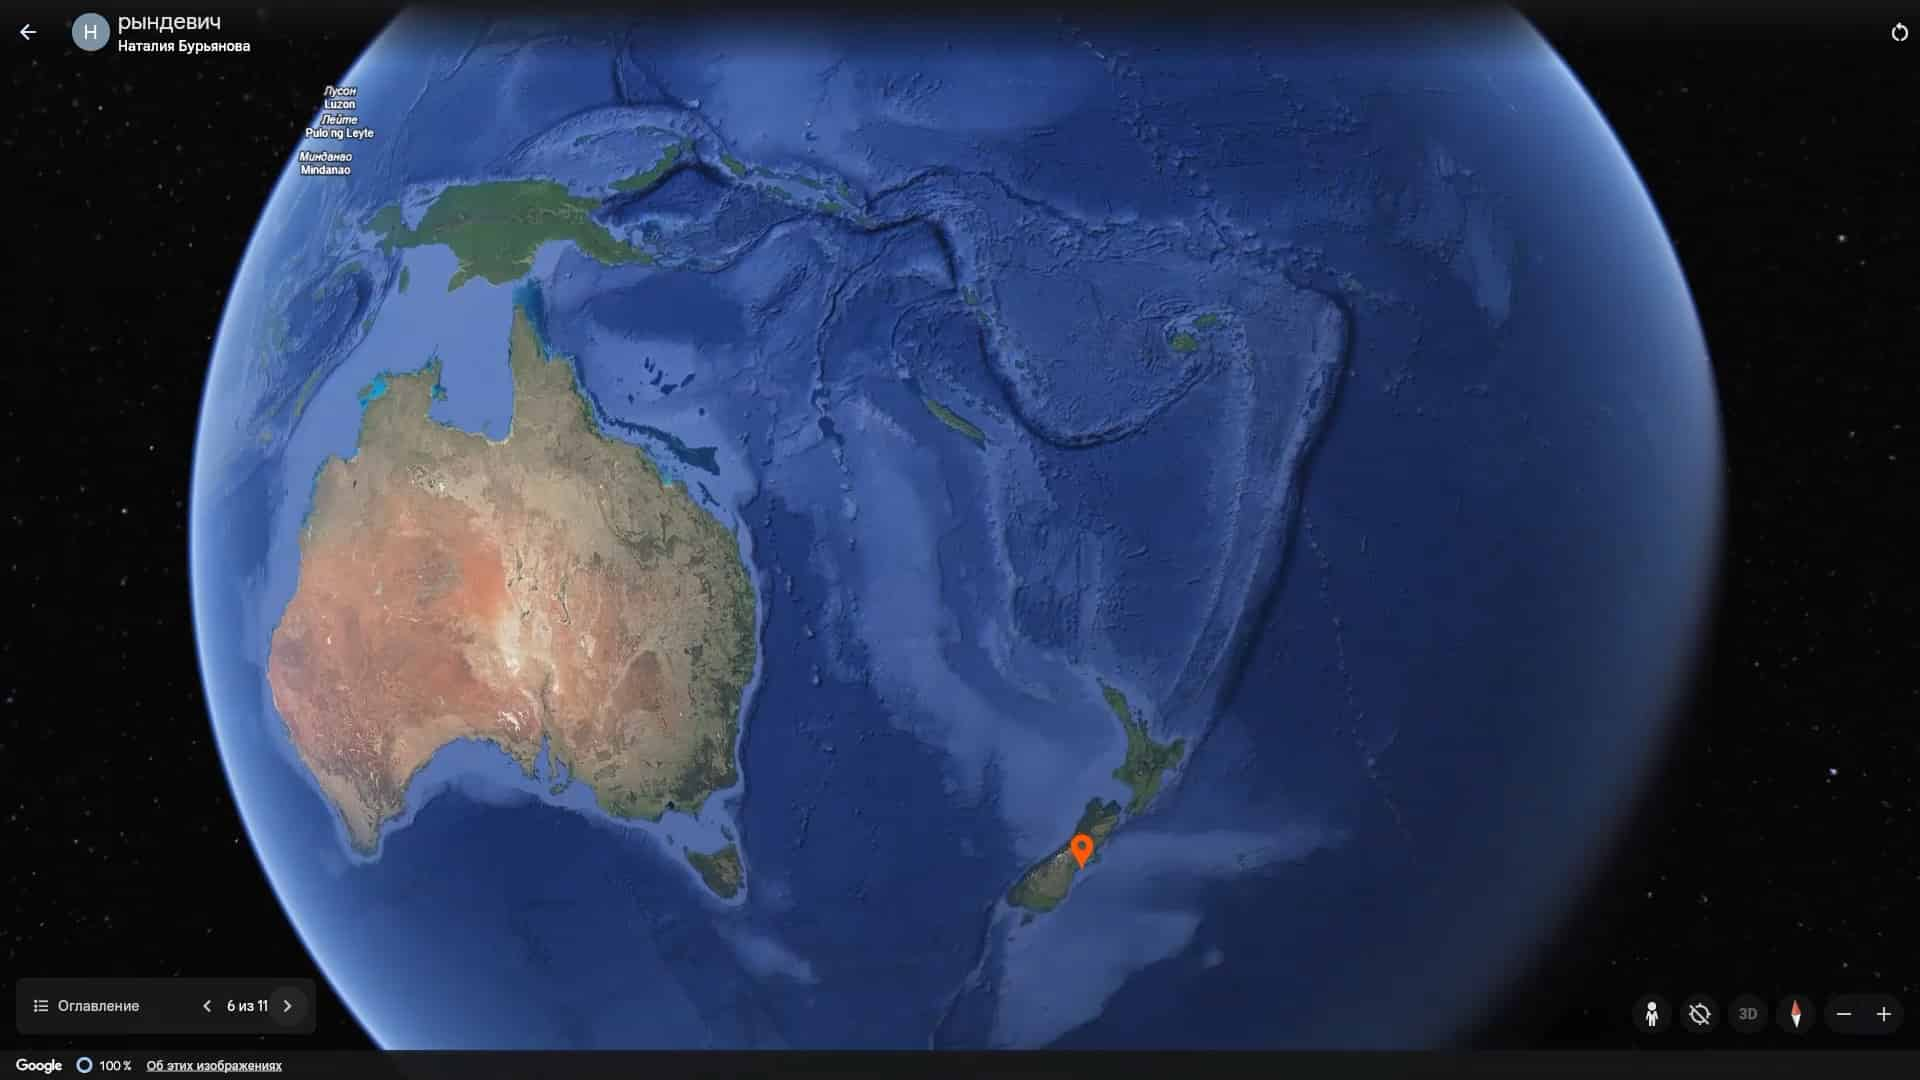 Н
рындевич
Наталия Бурьянова
Лусон
Luzon
Лейте
Pulo ng Leyte
Минданао
Mindanao
Оглавление
6 из 11
3D
Google
100 %
Об этих изображениях